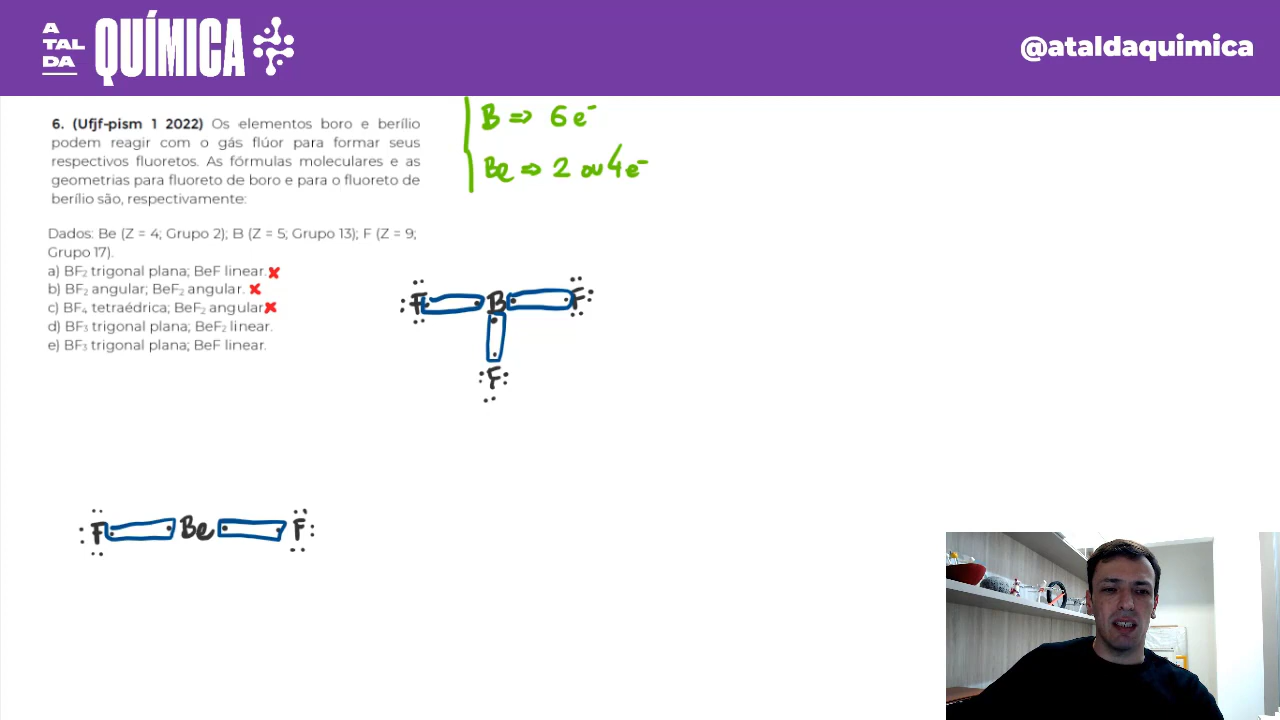 A
TAL
DA
QUÍMICA
@ataldaquimica
6. (Ufjf-pism 1 2022) Os elementos boro e berílio
podem reagir com o gás flúor para formar seus
respectivos fluoretos. As fórmulas moleculares e as
geometrias para fluoreto de boro e para o fluoreto de
berílio são, respectivamente:
Dados: Be (Z = 4; Grupo 2); B (Z = 5; Grupo 13); F (Z = 9;
Grupo 17).
a) BF₂ trigonal plana; BeF linear.
b) BF₂ angular; BeF₂ angular.
c) BF₄ tetraédrica; BeF₂ angular
d) BF₃ trigonal plana; BeF₂ linear.
e) BF₃ trigonal plana; BeF linear.
B ⇒ 6 e⁻
Be ⇒ 2 ou 4 e⁻
F B F
F
F Be F